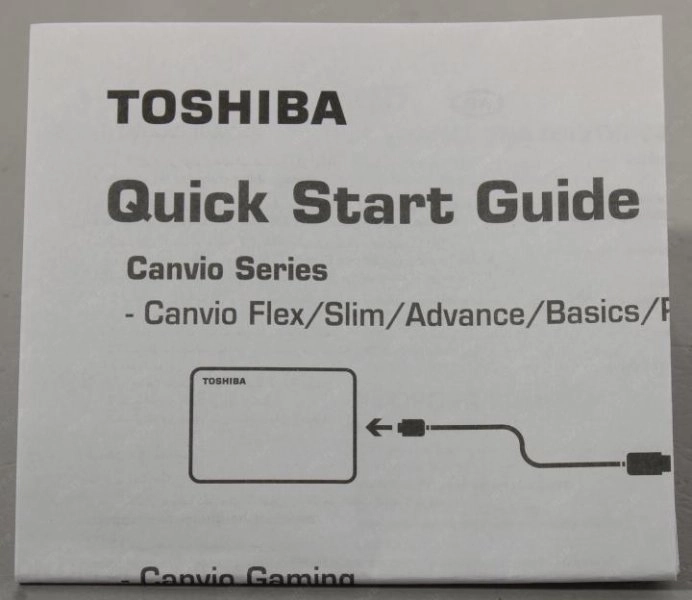 TOSHIBA
Quick Start Guide
Canvio Series
- Canvio Flex/Slim/Advance/Basics/
TOSHIBA
- Canvio Gaming